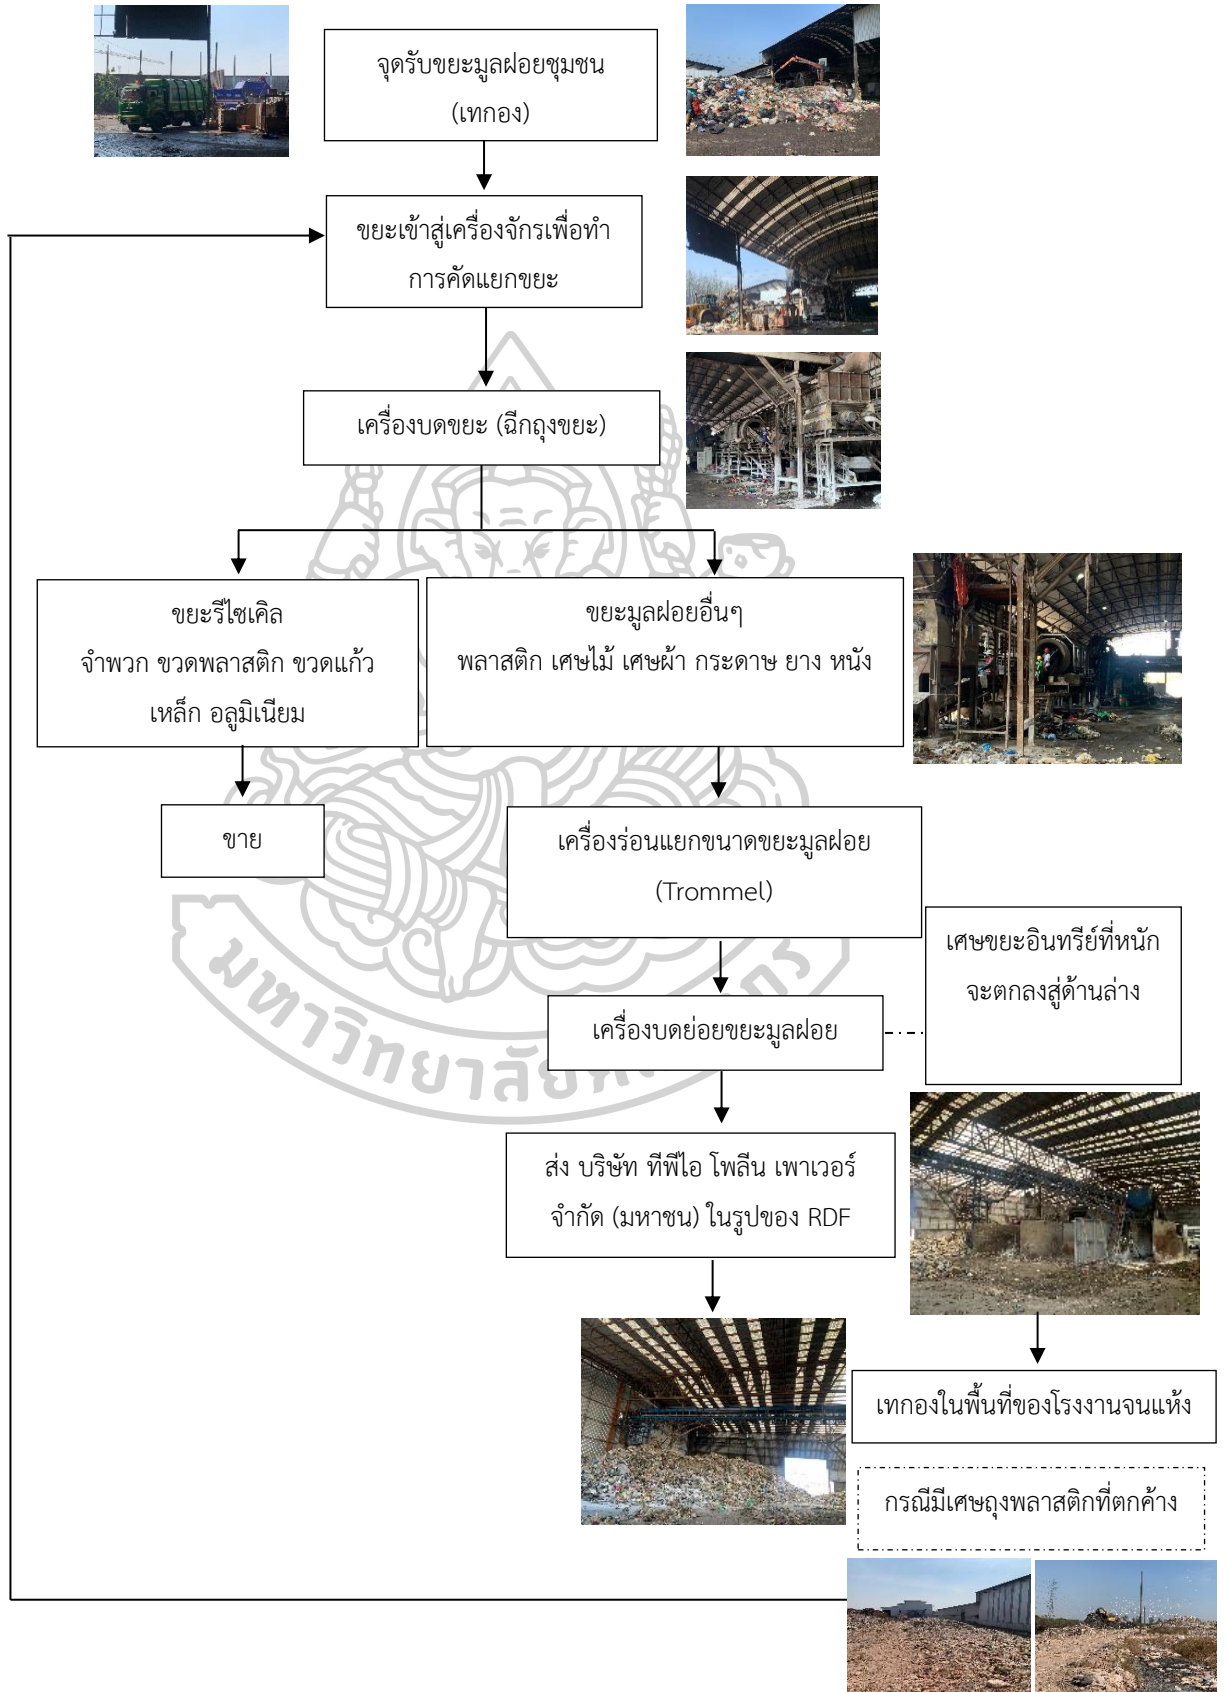 จุดรับขยะมูลฝอยชุมชน
(เทกอง)
ขยะเข้าสู่เครื่องจักรเพื่อทำ
การคัดแยกขยะ
เครื่องบดขยะ (ฉีกถุงขยะ)
ขยะรีไซเคิล
จำพวก ขวดพลาสติก ขวดแก้ว
เหล็ก อลูมิเนียม
ขยะมูลฝอยอื่นๆ
พลาสติก เศษไม้ เศษผ้า กระดาษ ยาง หนัง
ขาย
เครื่องร่อนแยกขนาดขยะมูลฝอย
(Trommel)
เศษขยะอินทรีย์ที่หนัก
จะตกลงสู่ด้านล่าง
เครื่องบดย่อยขยะมูลฝอย
ส่ง บริษัท ทีพีไอ โพลีน เพาเวอร์
จำกัด (มหาชน) ในรูปของ RDF
เทกองในพื้นที่ของโรงงานจนแห้ง
กรณีมีเศษถุงพลาสติกที่ตกค้าง